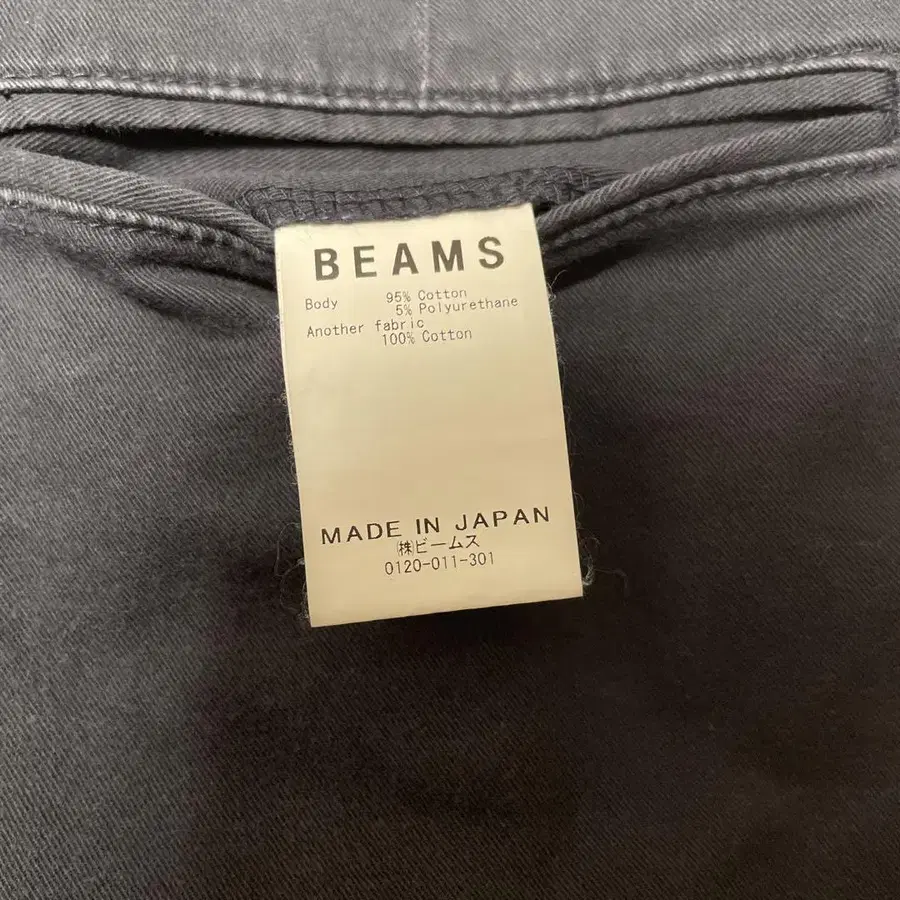 BEAMS
Body 95% Cotton
5% Polyurethane
Another fabric
100% Cotton
MADE IN JAPAN
㈱ビームス
0120-011-301